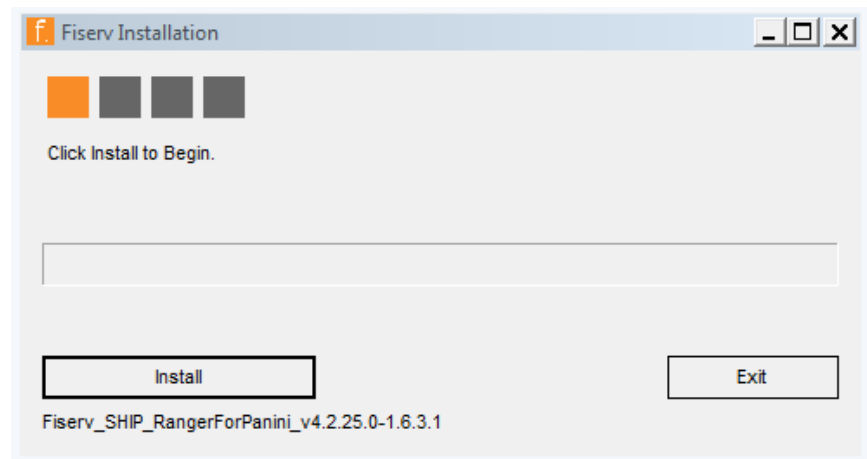 f. Fiserv Installation
Click Install to Begin.
Install
Exit
Fiserv_SHIP_RangerForPanini_v4.2.25.0-1.6.3.1